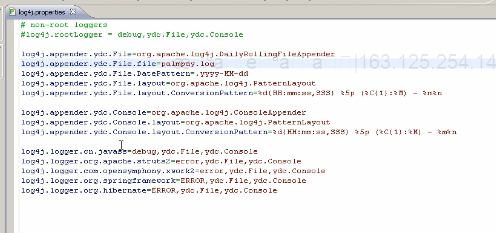 log4j.properties
# non-root loggers
#log4j.rootLogger = debug,ydc.File,ydc.Console
log4j.appender.ydc.File=org.apache.log4j.DailyRollingFileAppender
log4j.appender.ydc.File.file=palmpay.log
log4j.appender.ydc.File.DatePattern=.yyyy-MM-dd
log4j.appender.ydc.File.layout=org.apache.log4j.PatternLayout
log4j.appender.ydc.File.layout.ConversionPattern=%d{HH:mm:ss,SSS} %5p (%C{1}:%M) - %m%n
log4j.appender.ydc.Console=org.apache.log4j.ConsoleAppender
log4j.appender.ydc.Console.layout=org.apache.log4j.PatternLayout
log4j.appender.ydc.Console.layout.ConversionPattern=%d{HH:mm:ss,SSS} %5p (%C{1}:%M) - %m%n
log4j.logger.cn.javass=debug,ydc.File,ydc.Console
log4j.logger.org.apache.struts2=error,ydc.File,ydc.Console
log4j.logger.com.opensymphony.xwork2=error,ydc.File,ydc.Console
log4j.logger.org.springframework=ERROR,ydc.File,ydc.Console
log4j.logger.org.hibernate=ERROR,ydc.File,ydc.Console